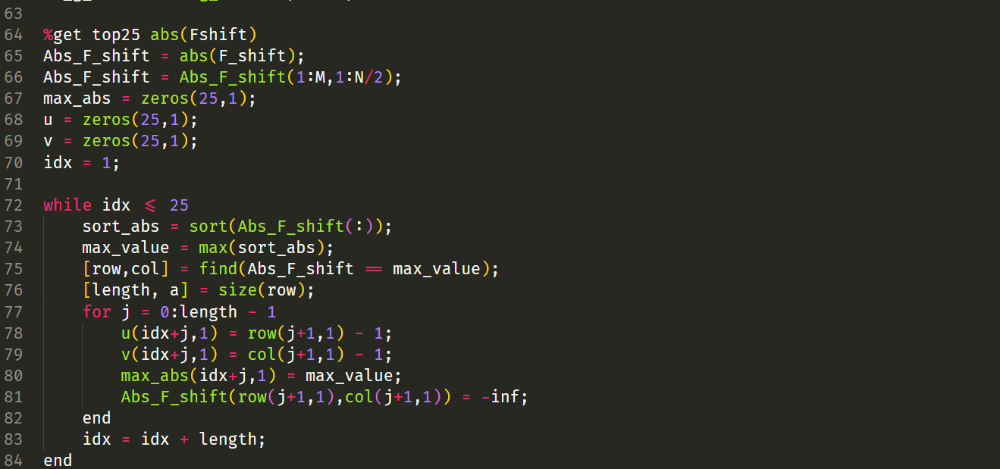 63
64 %get top25 abs(Fshift)
65 Abs_F_shift = abs(F_shift);
66 Abs_F_shift = Abs_F_shift(1:M,1:N/2);
67 max_abs = zeros(25,1);
68 u = zeros(25,1);
69 v = zeros(25,1);
70 idx = 1;
71
72 while idx <= 25
73     sort_abs = sort(Abs_F_shift(:));
74     max_value = max(sort_abs);
75     [row,col] = find(Abs_F_shift == max_value);
76     [length, a] = size(row);
77     for j = 0:length - 1
78         u(idx+j,1) = row(j+1,1) - 1;
79         v(idx+j,1) = col(j+1,1) - 1;
80         max_abs(idx+j,1) = max_value;
81         Abs_F_shift(row(j+1,1),col(j+1,1)) = -inf;
82     end
83     idx = idx + length;
84 end